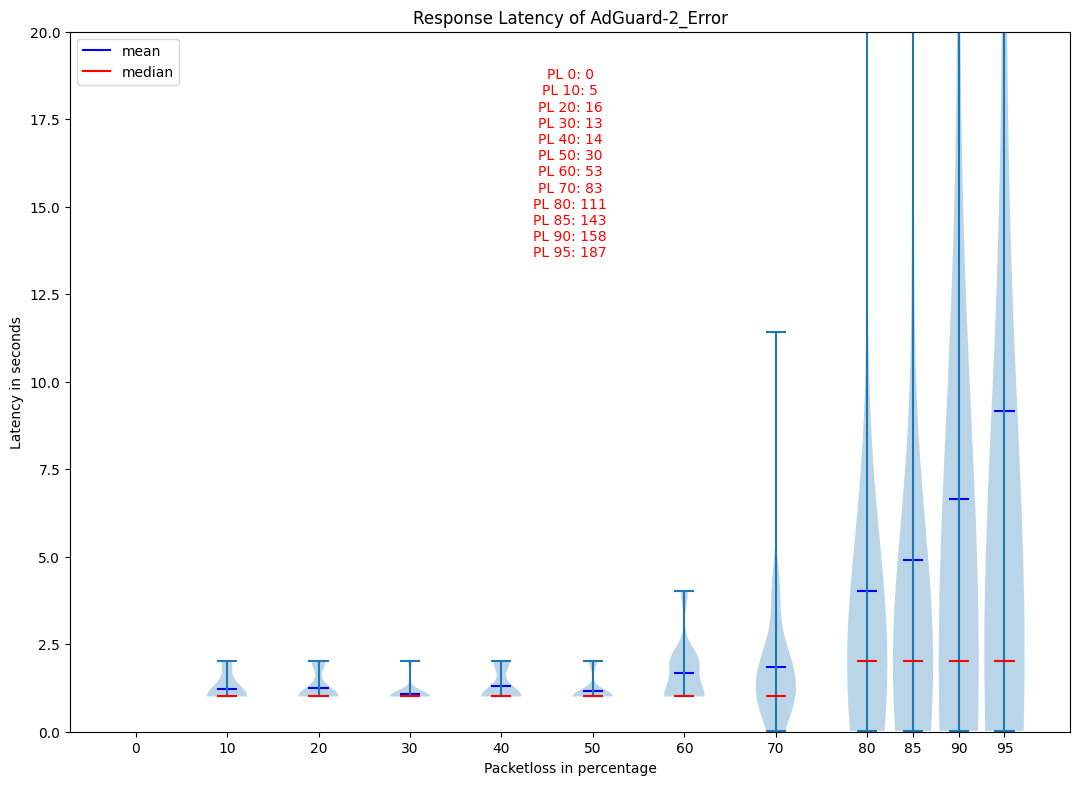 Response Latency of AdGuard-2_Error
mean
median
PL 0: 0
PL 10: 5
PL 20: 16
PL 30: 13
PL 40: 14
PL 50: 30
PL 60: 53
PL 70: 83
PL 80: 111
PL 85: 143
PL 90: 158
PL 95: 187
Latency in seconds
20.0
17.5
15.0
12.5
10.0
7.5
5.0
2.5
0.0
0 10 20 30 40 50 60 70 80 85 90 95
Packetloss in percentage